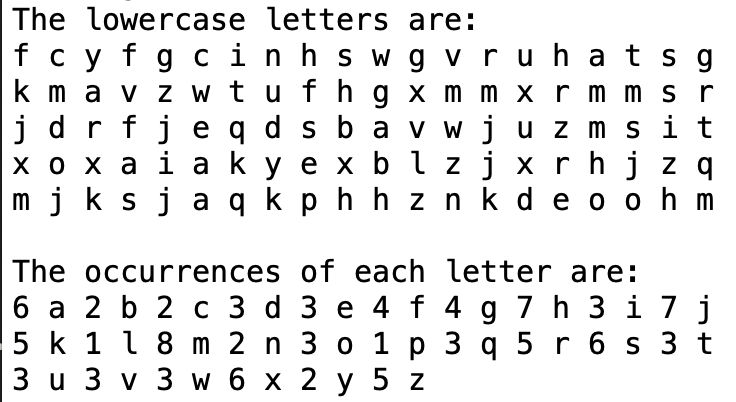 The lowercase letters are:
f c y f g c i n h s w g v r u h a t s g
k m a v z w t u f h g x m m x r m m s r
j d r f j e q d s b a v w j u z m s i t
x o x a i a k y e x b l z j x r h j z q
m j k s j a q k p h h z n k d e o o h m
The occurrences of each letter are:
6 a 2 b 2 c 3 d 3 e 4 f 4 g 7 h 3 i 7 j
5 k 1 l 8 m 2 n 3 o 1 p 3 q 5 r 6 s 3 t
3 u 3 v 3 w 6 x 2 y 5 z